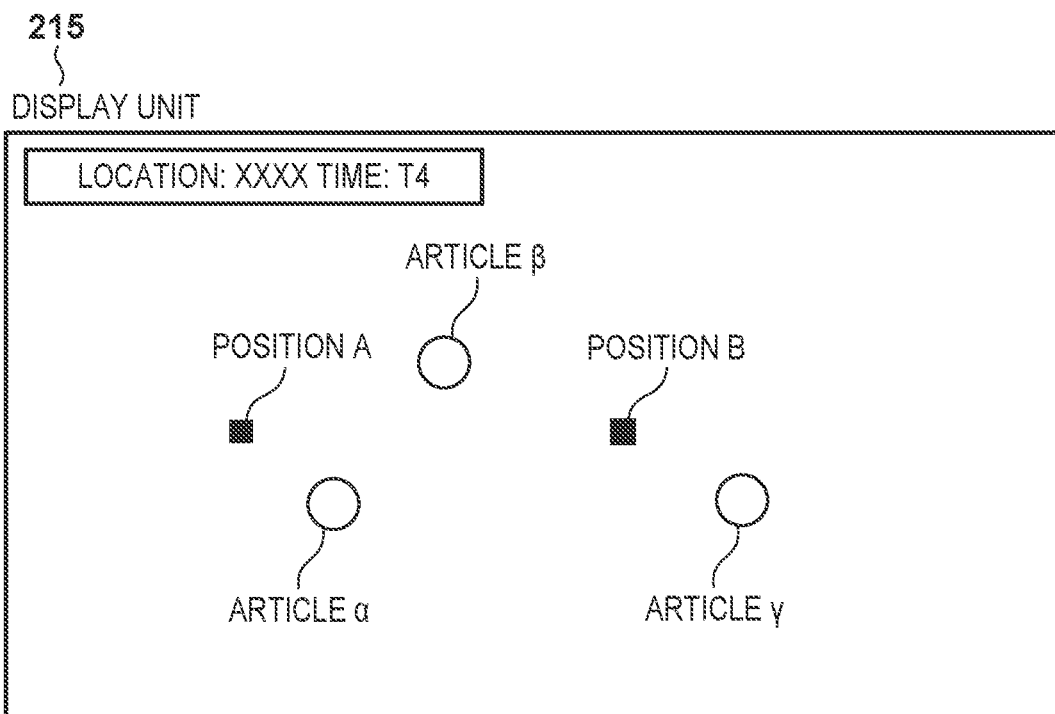 215
DISPLAY UNIT
LOCATION: XXXX TIME: T4
ARTICLE β
POSITION A
POSITION B
ARTICLE α
ARTICLE γ